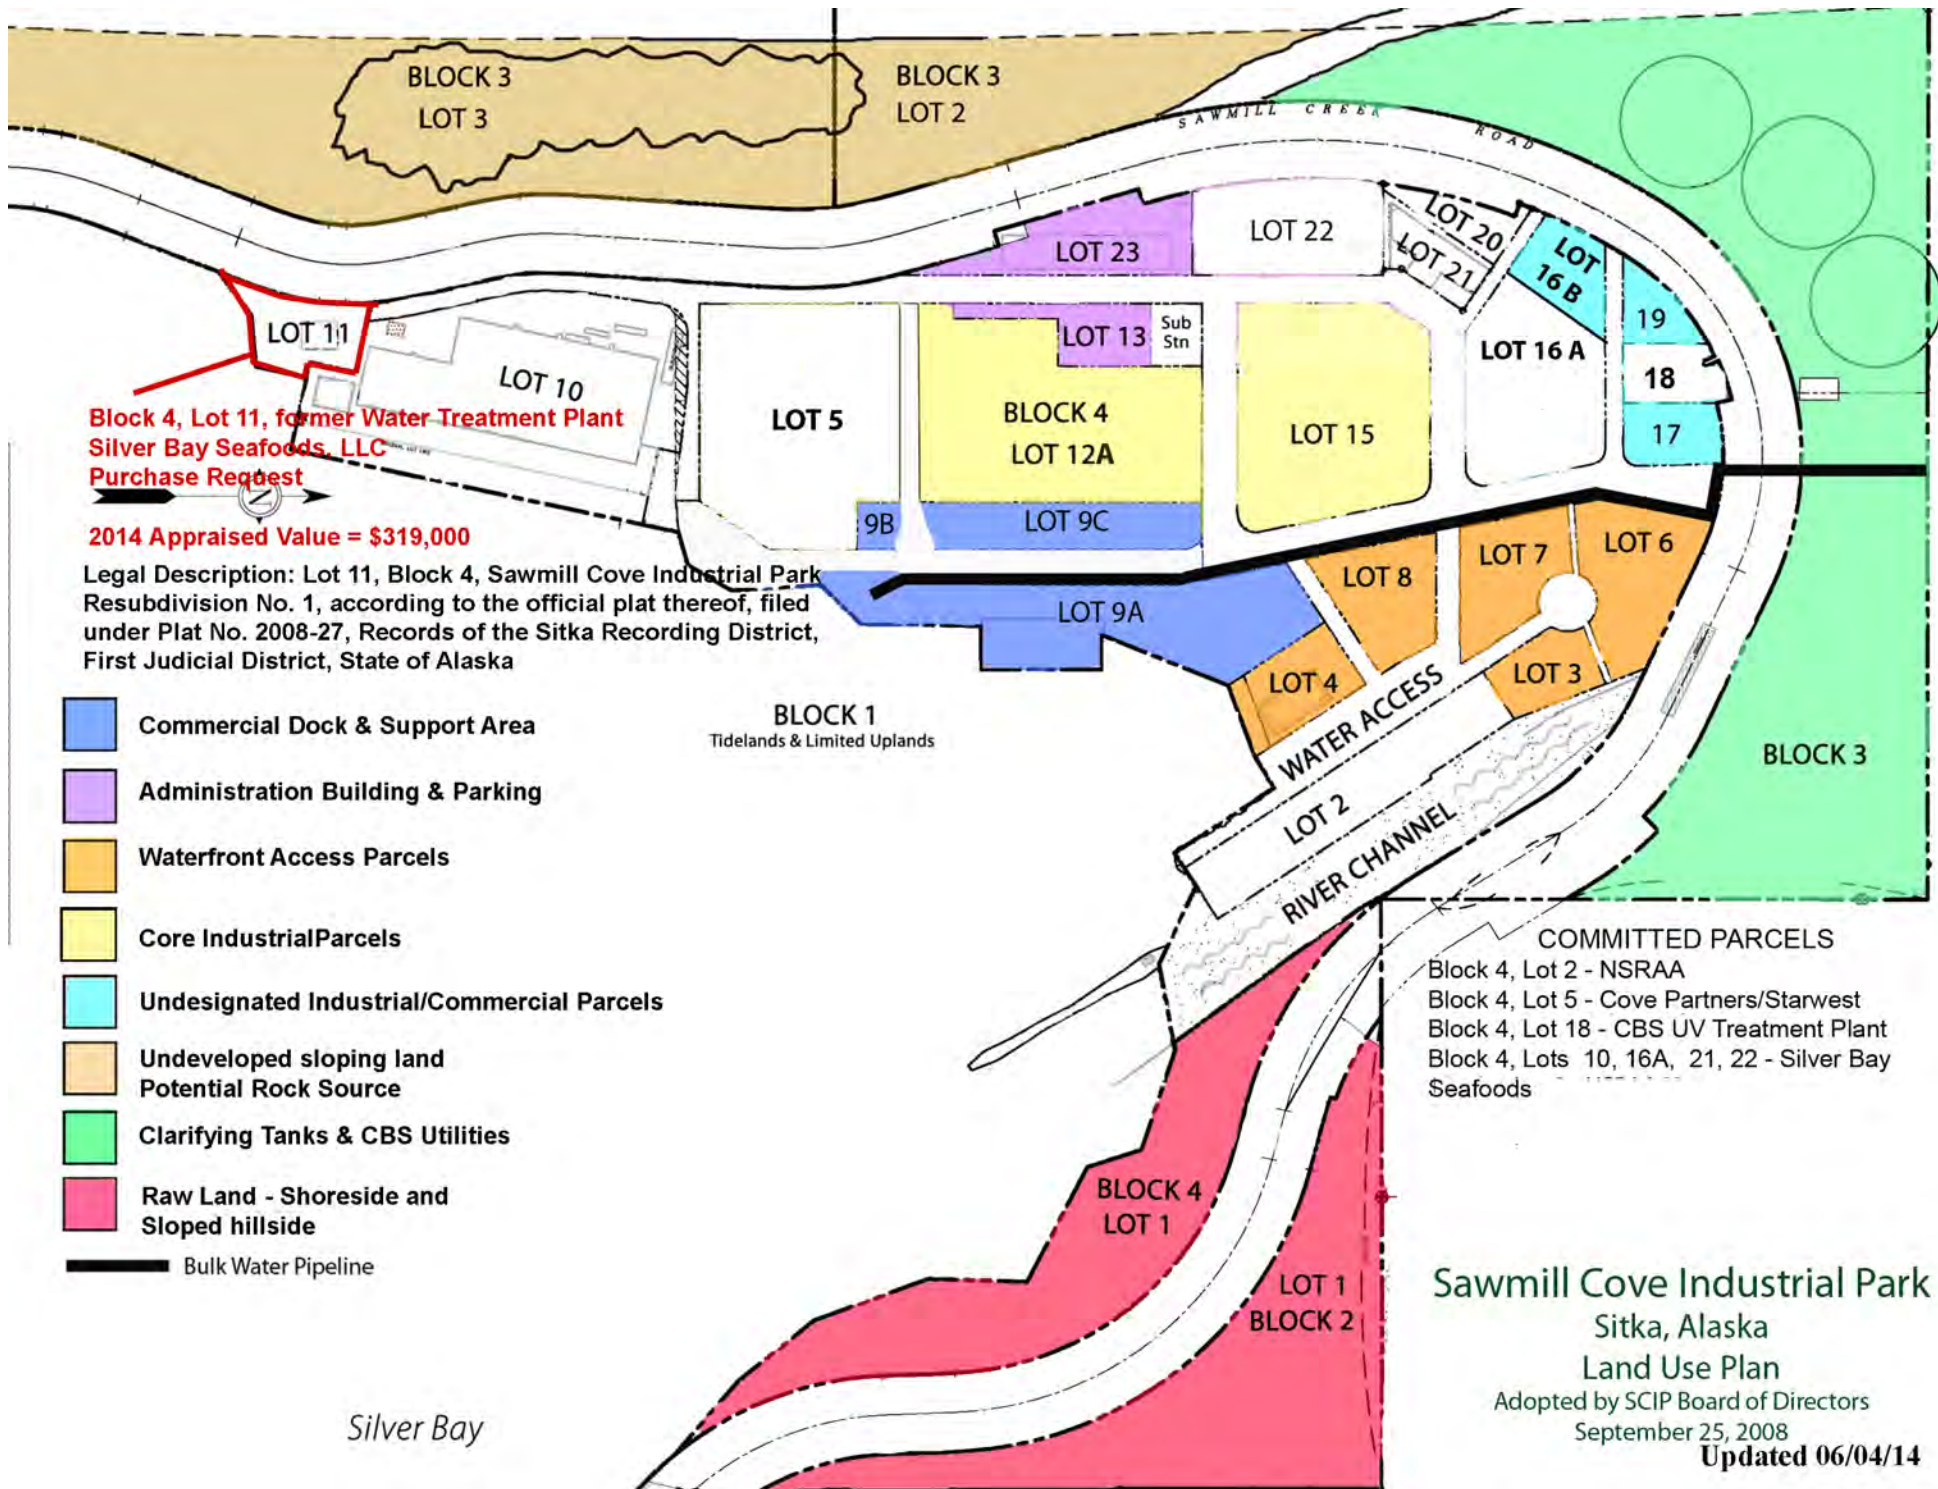 BLOCK 3
LOT 3
BLOCK 3
LOT 2
SAWMILL CREEK ROAD
LOT 23
LOT 22
LOT 20
LOT 21
LOT
16 B
19
18
17
LOT 11
LOT 10
LOT 5
LOT 13
Sub
Stn
BLOCK 4
LOT 12A
LOT 15
LOT 16 A
9B
LOT 9C
LOT 9A
LOT 8
LOT 7
LOT 6
LOT 4
LOT 3
WATER ACCESS
LOT 2
RIVER CHANNEL
BLOCK 3
Block 4, Lot 11, former Water Treatment Plant
Silver Bay Seafoods, LLC
Purchase Request
N
2014 Appraised Value = $319,000
Legal Description: Lot 11, Block 4, Sawmill Cove Industrial Park
Resubdivision No. 1, according to the official plat thereof, filed
under Plat No. 2008-27, Records of the Sitka Recording District,
First Judicial District, State of Alaska
BLOCK 1
Tidelands & Limited Uplands
Commercial Dock & Support Area
Administration Building & Parking
Waterfront Access Parcels
Core IndustrialParcels
Undesignated Industrial/Commercial Parcels
Undeveloped sloping land
Potential Rock Source
Clarifying Tanks & CBS Utilities
Raw Land - Shoreside and
Sloped hillside
Bulk Water Pipeline
COMMITTED PARCELS
Block 4, Lot 2 - NSRAA
Block 4, Lot 5 - Cove Partners/Starwest
Block 4, Lot 18 - CBS UV Treatment Plant
Block 4, Lots 10, 16A, 21, 22 - Silver Bay
Seafoods
BLOCK 4
LOT 1
LOT 1
BLOCK 2
Silver Bay
Sawmill Cove Industrial Park
Sitka, Alaska
Land Use Plan
Adopted by SCIP Board of Directors
September 25, 2008
Updated 06/04/14